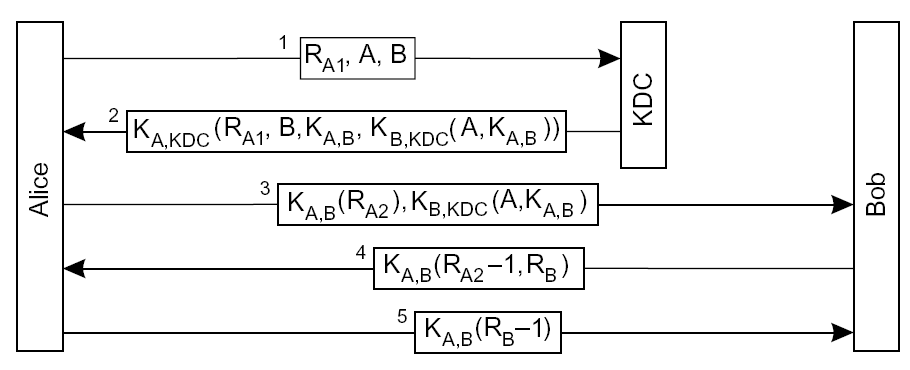 1
R_A1, A, B
2
K_A,KDC(R_A1, B,K_A,B, K_B,KDC(A,K_A,B))
3
K_A,B(R_A2),K_B,KDC(A,K_A,B)
4
K_A,B(R_A2–1,R_B)
5
K_A,B(R_B–1)
Alice
KDC
Bob